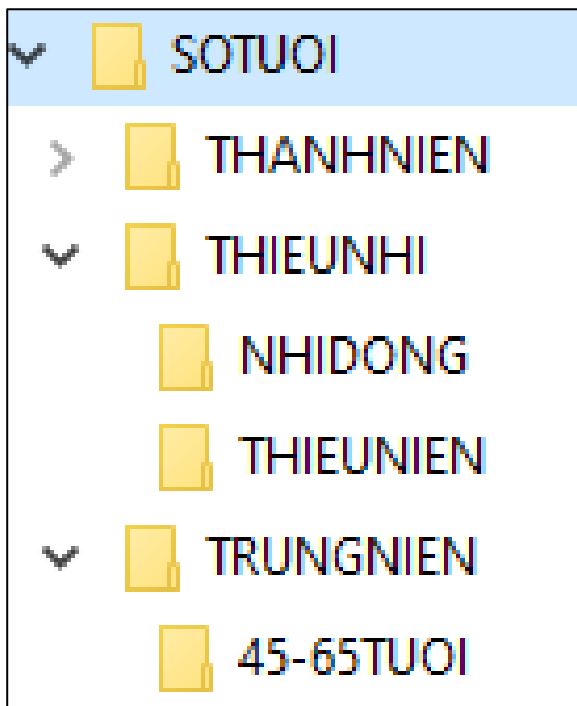 SOTUOI
THANHNIEN
THIEUNHI
NHIDONG
THIEUNIEN
TRUNGNIEN
45-65TUOI